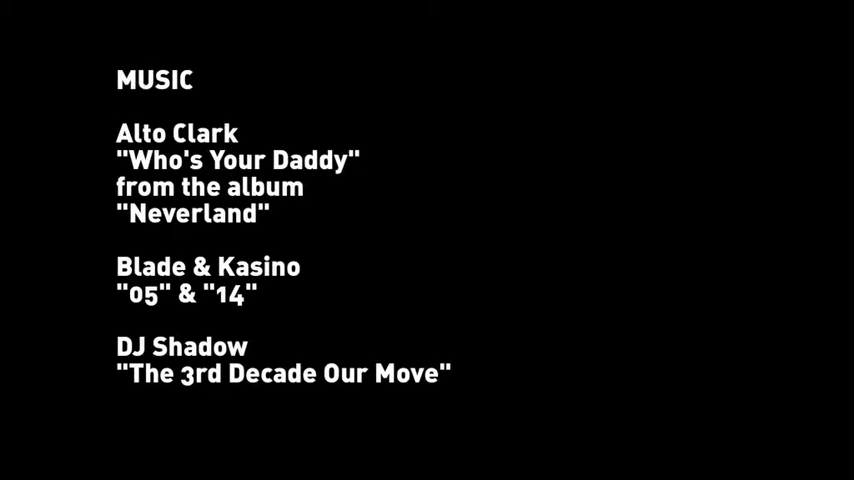 MUSIC
Alto Clark
"Who's Your Daddy"
from the album
"Neverland"
Blade & Kasino
"05" & "14"
DJ Shadow
"The 3rd Decade Our Move"